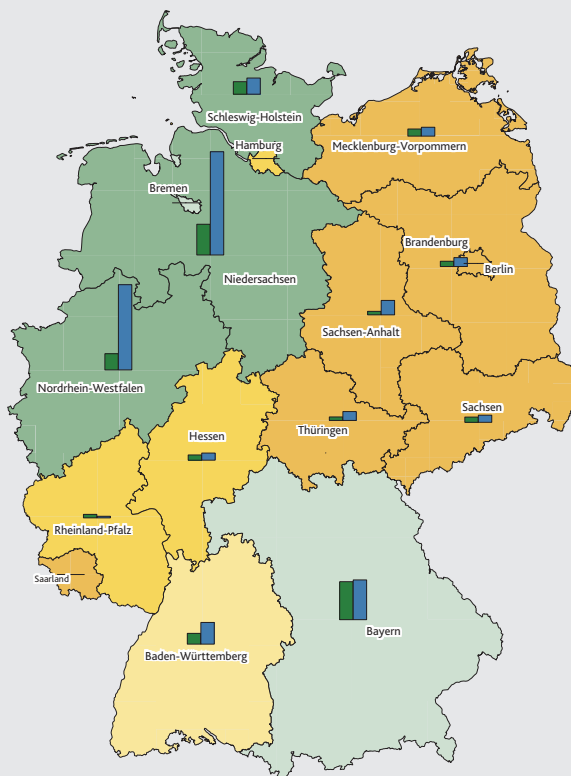 Schleswig-Holstein
Hamburg
Mecklenburg-Vorpommern
Bremen
Brandenburg
Berlin
Niedersachsen
Sachsen-Anhalt
Nordrhein-Westfalen
Sachsen
Thüringen
Hessen
Rheinland-Pfalz
Saarland
Bayern
Baden-Württemberg